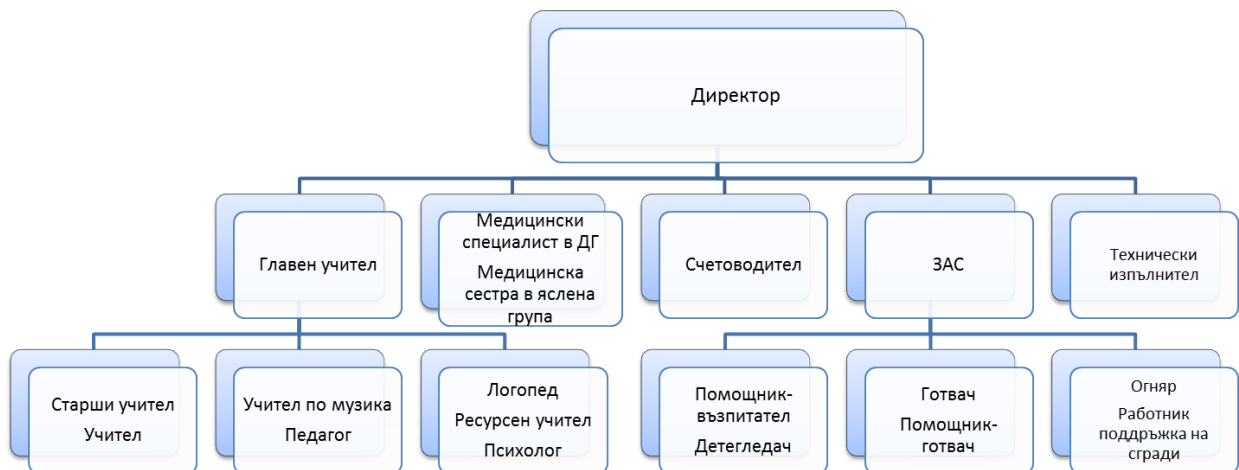 Директор
Главен учител
Медицински
специалист в ДГ
Медицинска
сестра в яслена
група
Счетоводител
ЗАС
Технически
изпълнител
Старши учител
Учител
Учител по музика
Педагог
Логопед
Ресурсен учител
Психолог
Помощник-
възпитател
Детегледач
Готвач
Помощник-
готвач
Огняр
Работник
поддръжка на
сгради